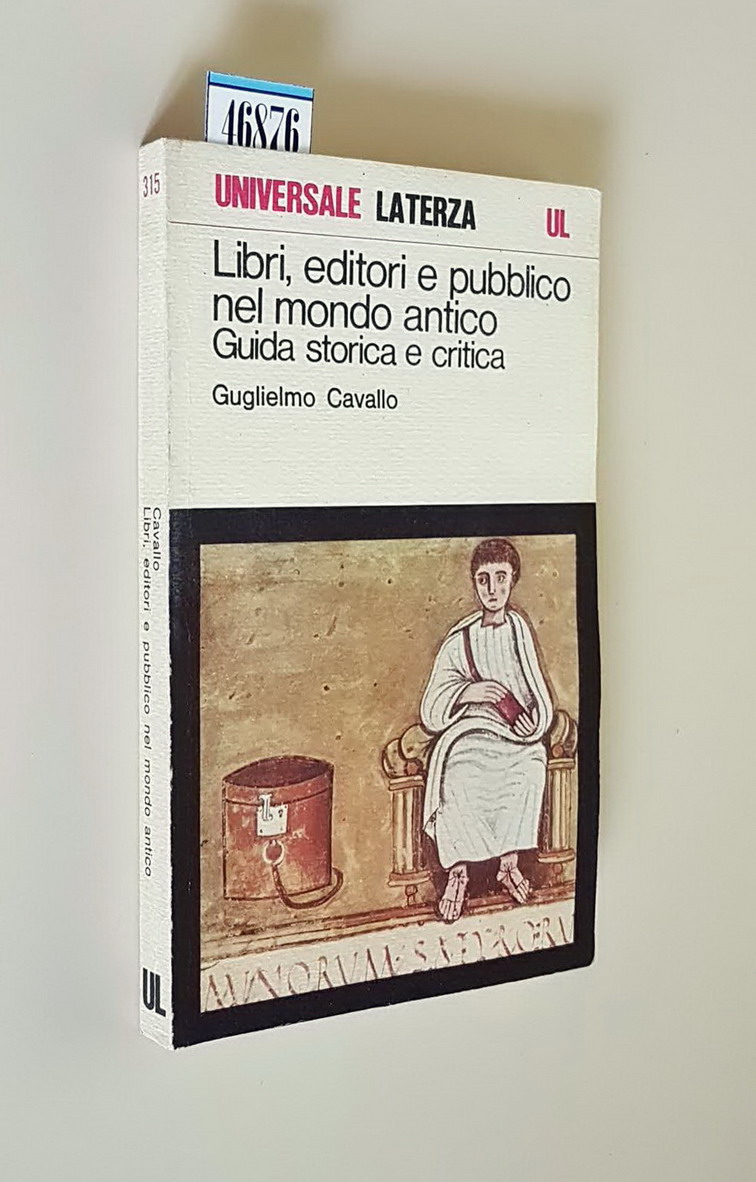 46876
315
UNIVERSALE LATERZA UL
Libri, editori e pubblico
nel mondo antico
Guida storica e critica
Guglielmo Cavallo
Cavallo
Libri, editori e pubblico nel mondo antico
UL